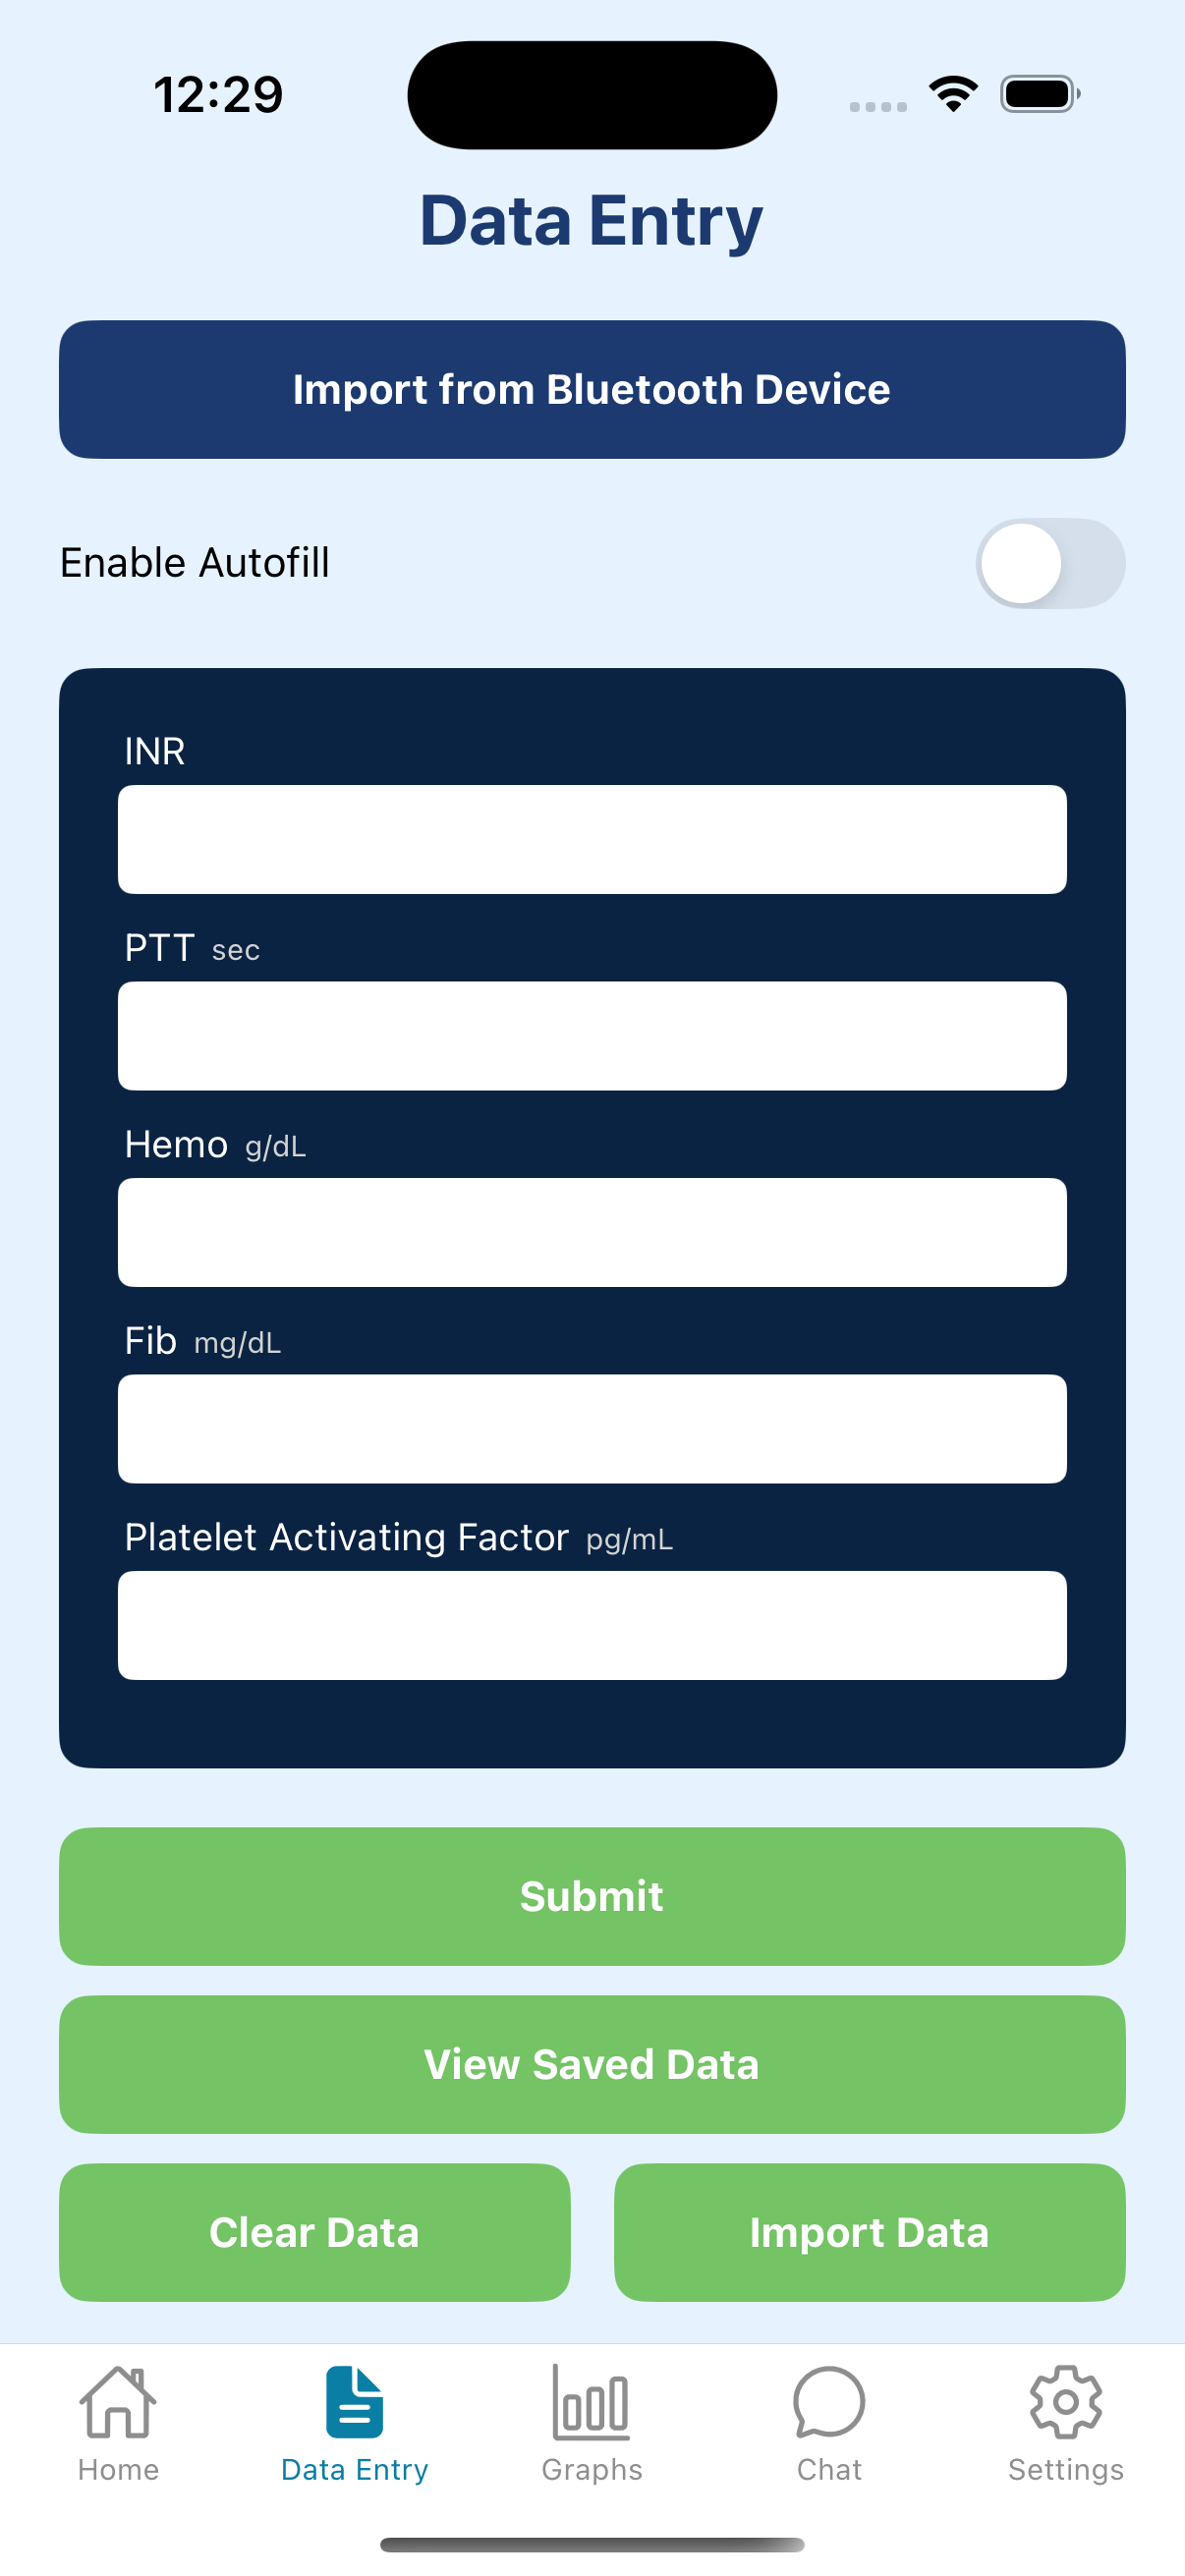 12:29
Data Entry
Import from Bluetooth Device
Enable Autofill
INR
PTT sec
Hemo g/dL
Fib mg/dL
Platelet Activating Factor pg/mL
Submit
View Saved Data
Clear Data Import Data
Home Data Entry Graphs Chat Settings